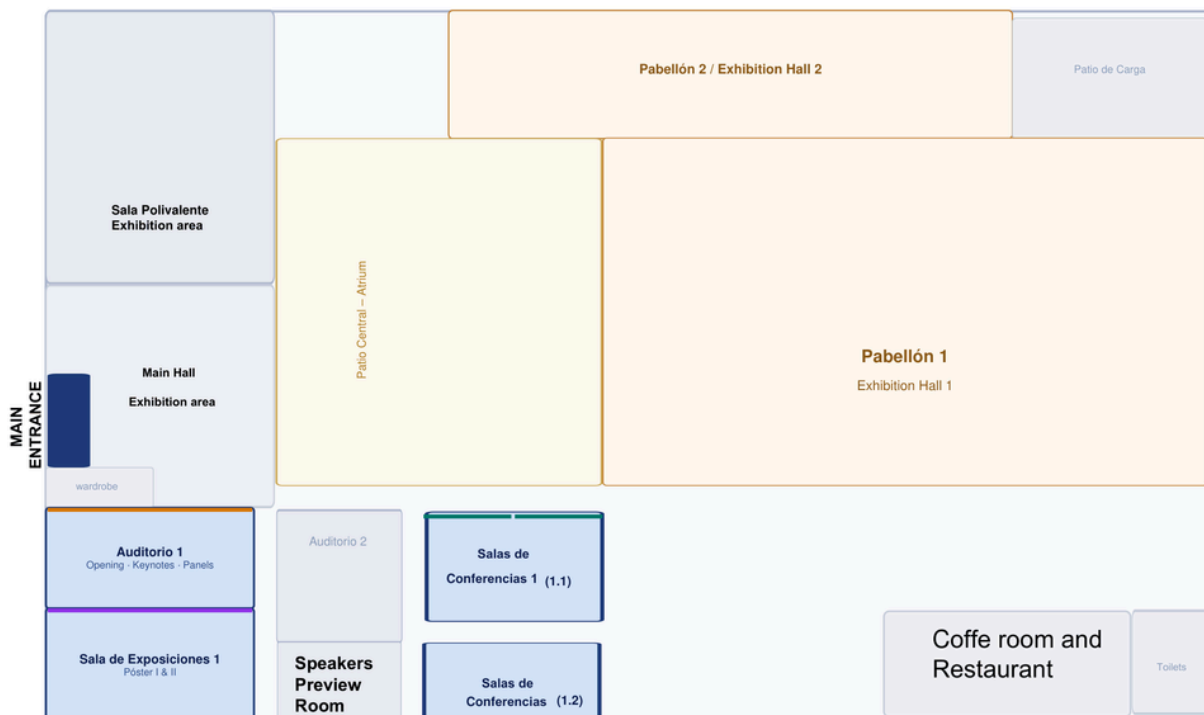 Pabellón 2 / Exhibition Hall 2
Patio de Carga
Sala Polivalente
Exhibition area
Patio Central – Atrium
Main Hall
Exhibition area
MAIN
ENTRANCE
wardrobe
Pabellón 1
Exhibition Hall 1
Auditorio 1
Opening · Keynotes · Panels
Auditorio 2
Salas de
Conferencias 1 (1.1)
Sala de Exposiciones 1
Póster I & II
Speakers
Preview
Room
Salas de
Conferencias (1.2)
Coffe room and
Restaurant
Toilets